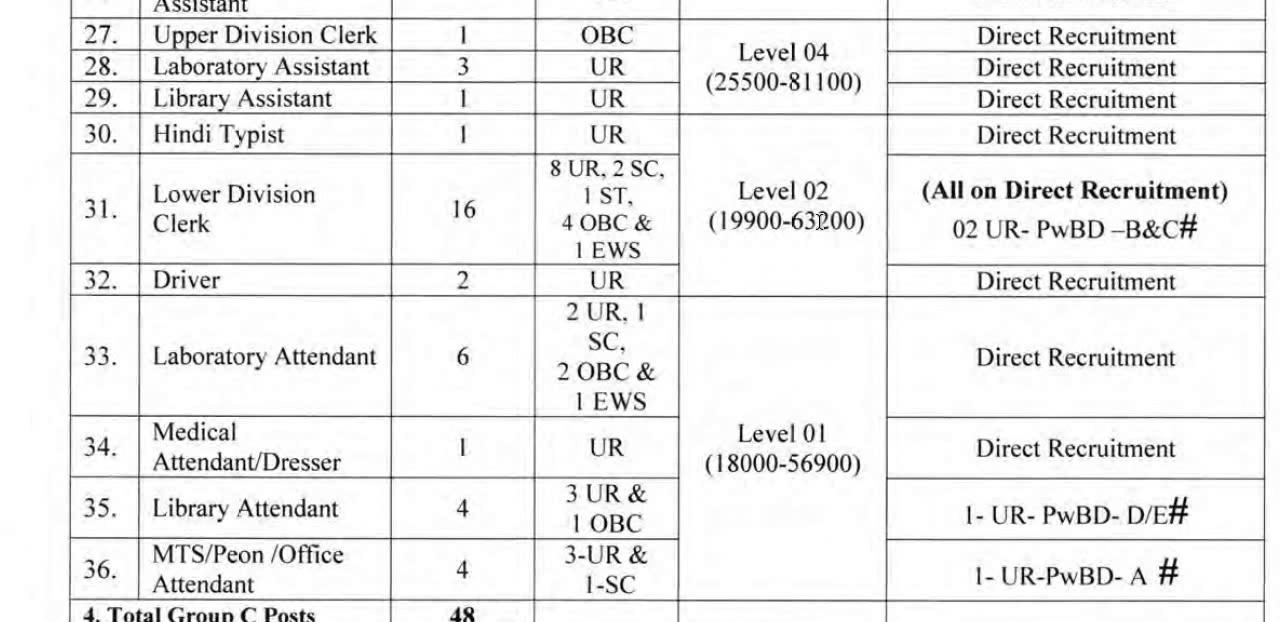 Assistant
27. Upper Division Clerk 1 OBC Level 04 (25500-81100) Direct Recruitment
28. Laboratory Assistant 3 UR Direct Recruitment
29. Library Assistant 1 UR Direct Recruitment
30. Hindi Typist 1 UR Level 02 (19900-63200) Direct Recruitment
31. Lower Division Clerk 16 8 UR, 2 SC, 1 ST, 4 OBC & 1 EWS (All on Direct Recruitment) 02 UR- PwBD –B&C#
32. Driver 2 UR Direct Recruitment
33. Laboratory Attendant 6 2 UR, 1 SC, 2 OBC & 1 EWS Level 01 (18000-56900) Direct Recruitment
34. Medical Attendant/Dresser 1 UR Direct Recruitment
35. Library Attendant 4 3 UR & 1 OBC 1- UR- PwBD- D/E#
36. MTS/Peon /Office Attendant 4 3-UR & 1-SC 1- UR-PwBD- A #
4. Total Group C Posts 48